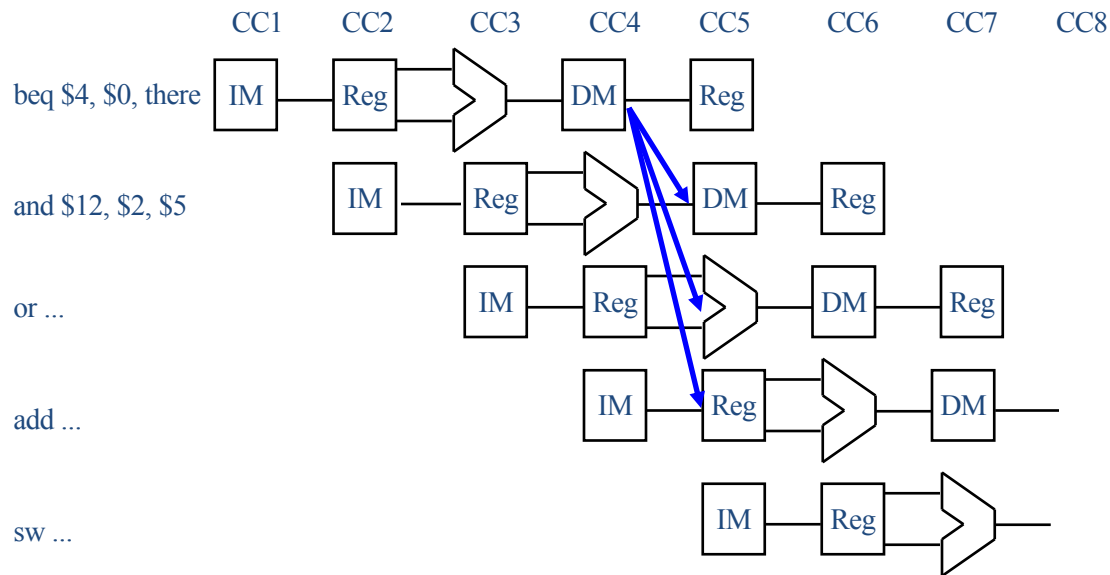 CC1 CC2 CC3 CC4 CC5 CC6 CC7 CC8
beq $4, $0, there IM Reg DM Reg
and $12, $2, $5 IM Reg DM Reg
or ... IM Reg DM Reg
add ... IM Reg DM
sw ... IM Reg